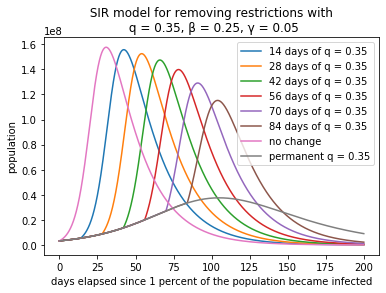 SIR model for removing restrictions with
q = 0.35, β = 0.25, γ = 0.05
1e8
1.6
1.4
1.2
1.0
0.8
0.6
0.4
0.2
0.0
population
14 days of q = 0.35
28 days of q = 0.35
42 days of q = 0.35
56 days of q = 0.35
70 days of q = 0.35
84 days of q = 0.35
no change
permanent q = 0.35
0 25 50 75 100 125 150 175 200
days elapsed since 1 percent of the population became infected